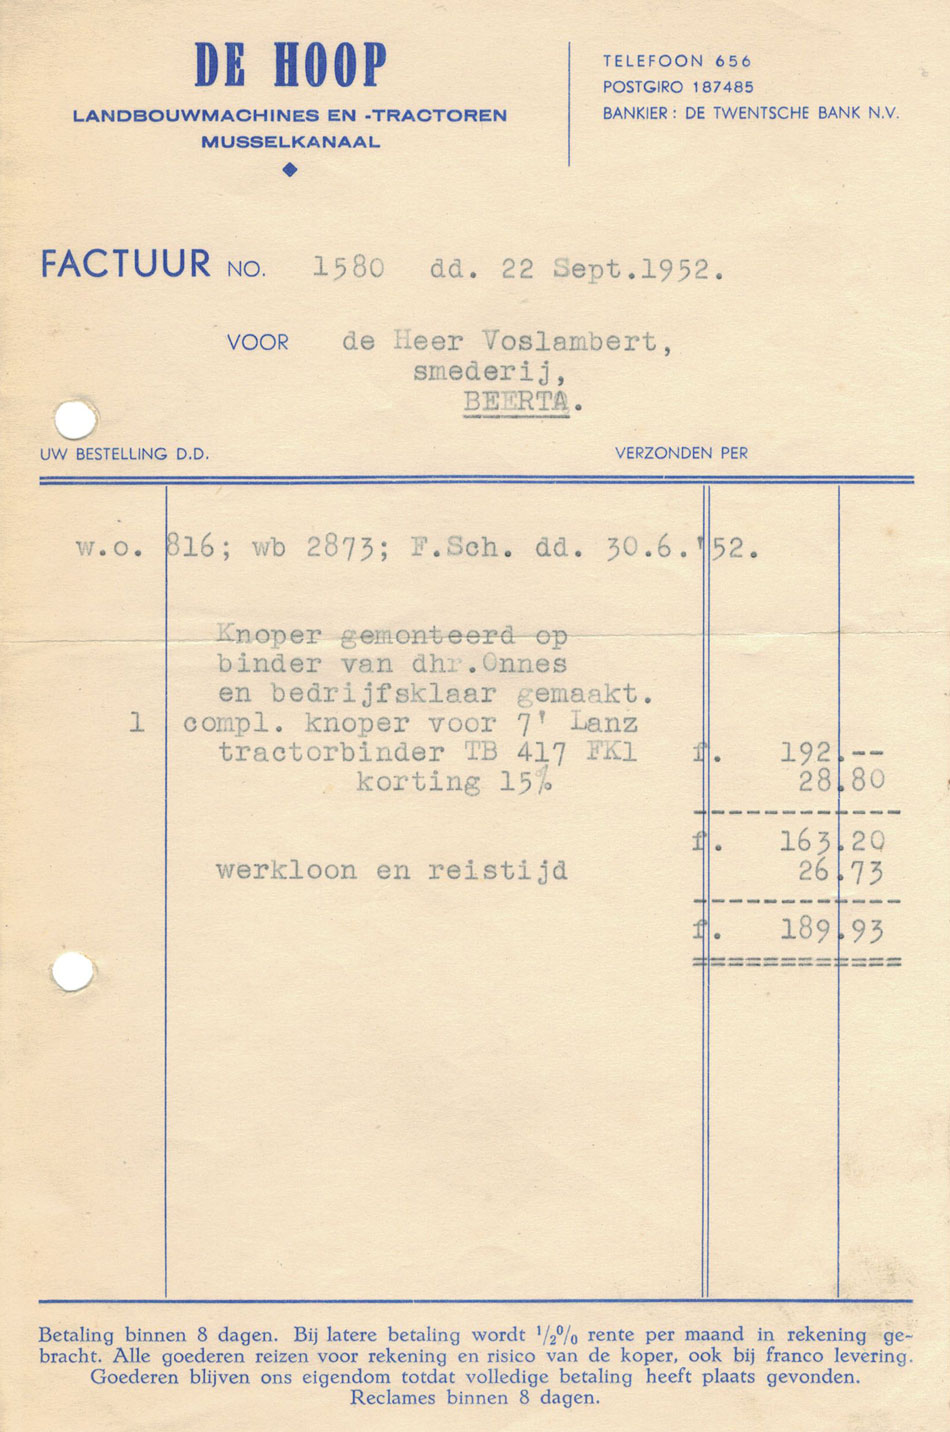 DE HOOP
LANDBOUWMACHINES EN -TRACTOREN
MUSSELKANAAL
TELEFOON 656
POSTGIRO 187485
BANKIER: DE TWENTSCHE BANK N.V.
FACTUUR NO. 1580 dd. 22 Sept.1952.
VOOR de Heer Voslambert,
smederij,
BEERTA.
UW BESTELLING D.D. VERZONDEN PER
w.o. 816; wb 2873; F.Sch. dd. 30.6.'52.
Knoper gemonteerd op
binder van dhr.Onnes
en bedrijfsklaar gemaakt.
1 compl. knoper voor 7' Lanz
tractorbinder TB 417 FK1 f. 192.--
korting 15% 28.80
f. 163.20
werkloon en reistijd 26.73
f. 189.93
Betaling binnen 8 dagen. Bij latere betaling wordt 1/2% rente per maand in rekening ge-
bracht. Alle goederen reizen voor rekening en risico van de koper, ook bij franco levering.
Goederen blijven ons eigendom totdat volledige betaling heeft plaats gevonden.
Reclames binnen 8 dagen.